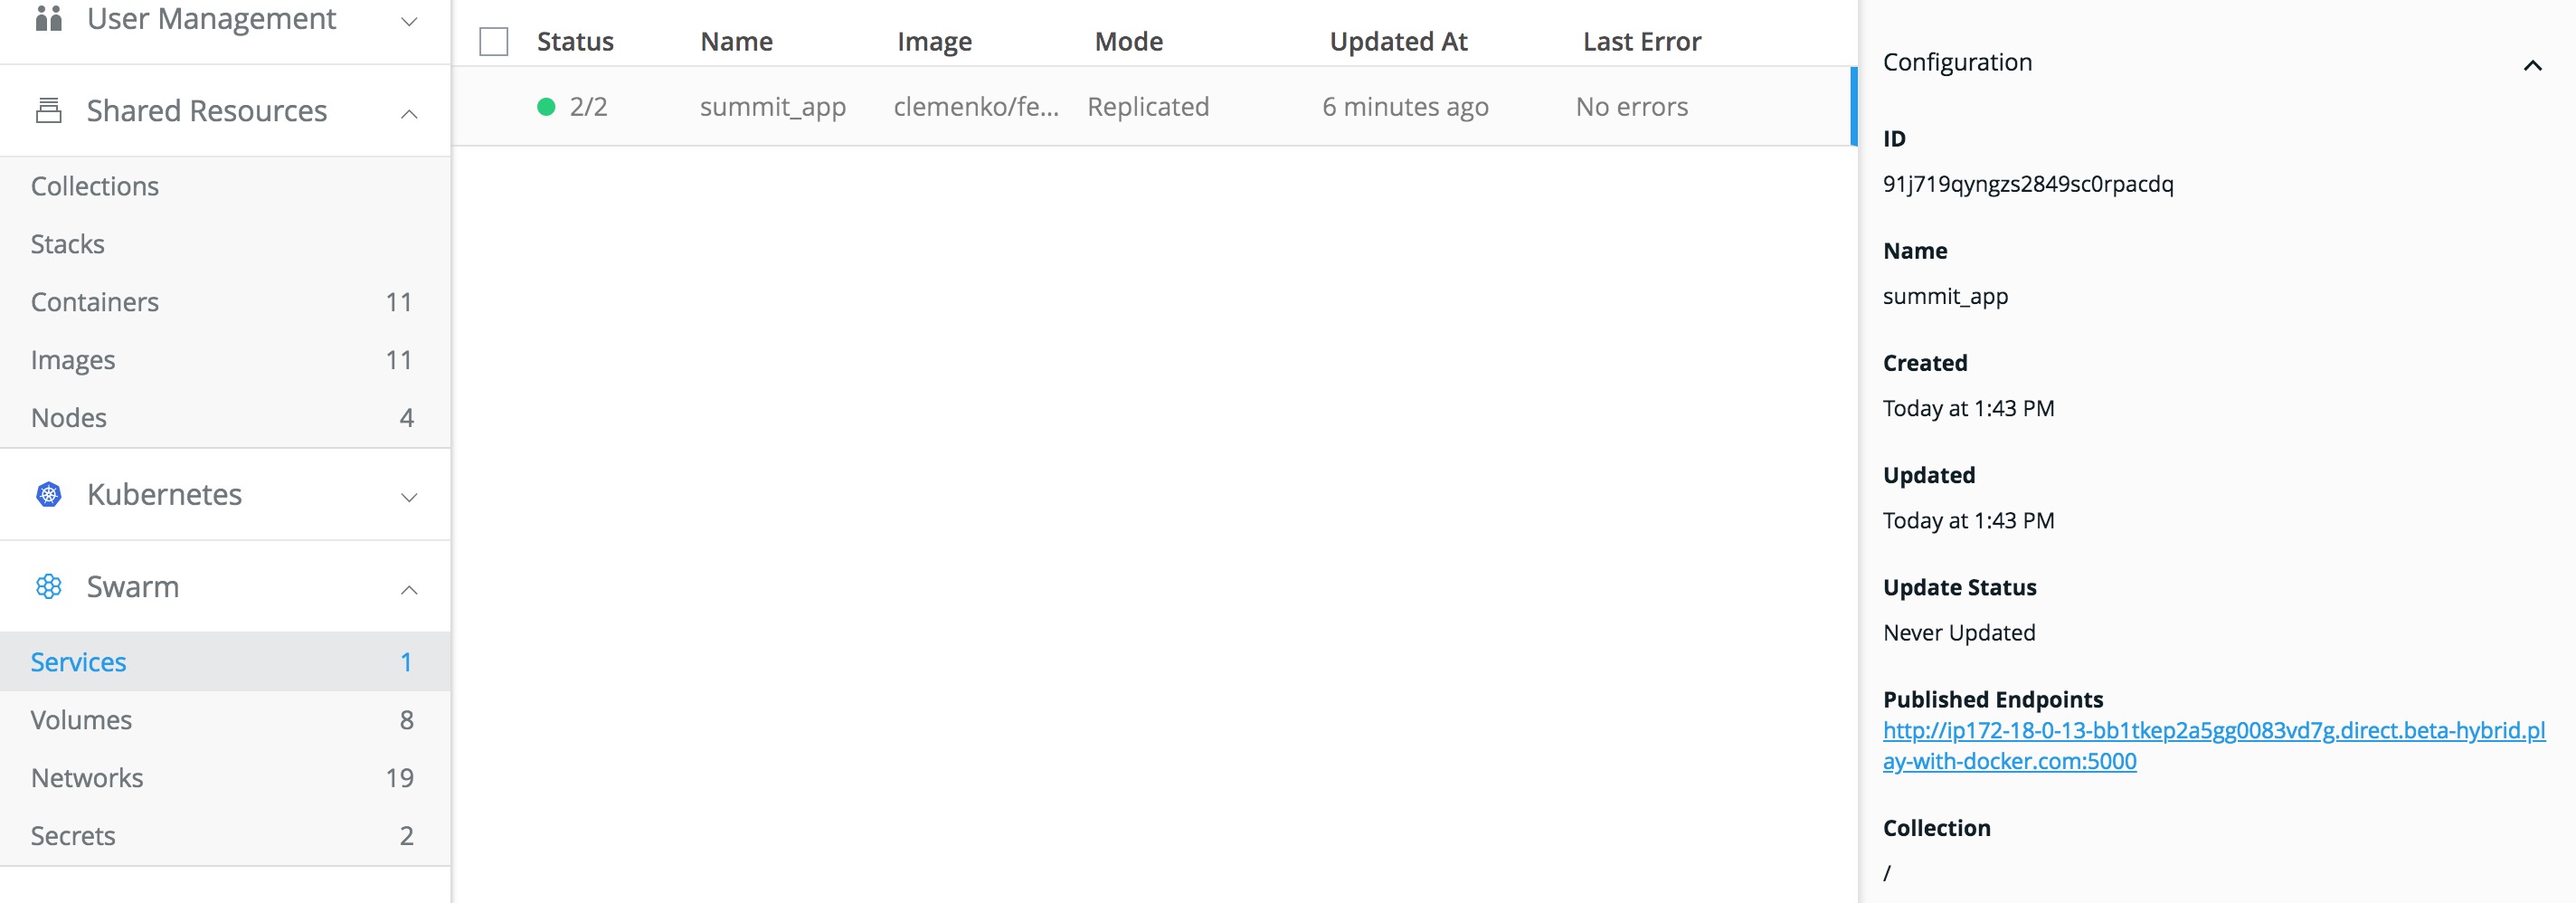 User Management
Shared Resources
Collections
Stacks
Containers 11
Images 11
Nodes 4
Kubernetes
Swarm
Services 1
Volumes 8
Networks 19
Secrets 2
Status Name Image Mode Updated At Last Error
2/2 summit_app clemenko/fe... Replicated 6 minutes ago No errors
Configuration
ID
91j719qyngzs2849sc0rpacdq
Name
summit_app
Created
Today at 1:43 PM
Updated
Today at 1:43 PM
Update Status
Never Updated
Published Endpoints
http://ip172-18-0-13-bb1tkep2a5gg0083vd7g.direct.beta-hybrid.pl
ay-with-docker.com:5000
Collection
/